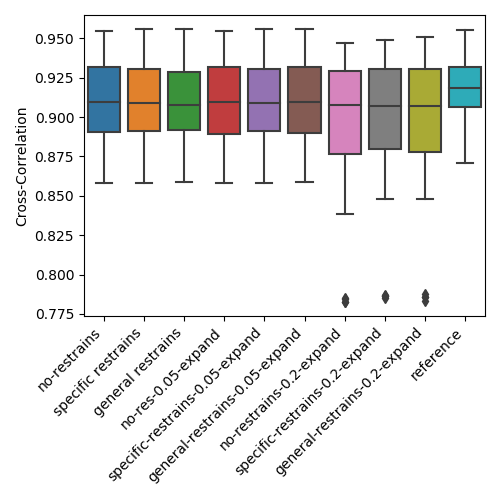 0.950
0.925
0.900
0.875
0.850
0.825
0.800
0.775
Cross-Correlation
no-restrains
specific restrains
general restrains
no-res-0.05-expand
specific-restrains-0.05-expand
general-restrains-0.05-expand
no-restrains-0.2-expand
specific-restrains-0.2-expand
general-restrains-0.2-expand
reference